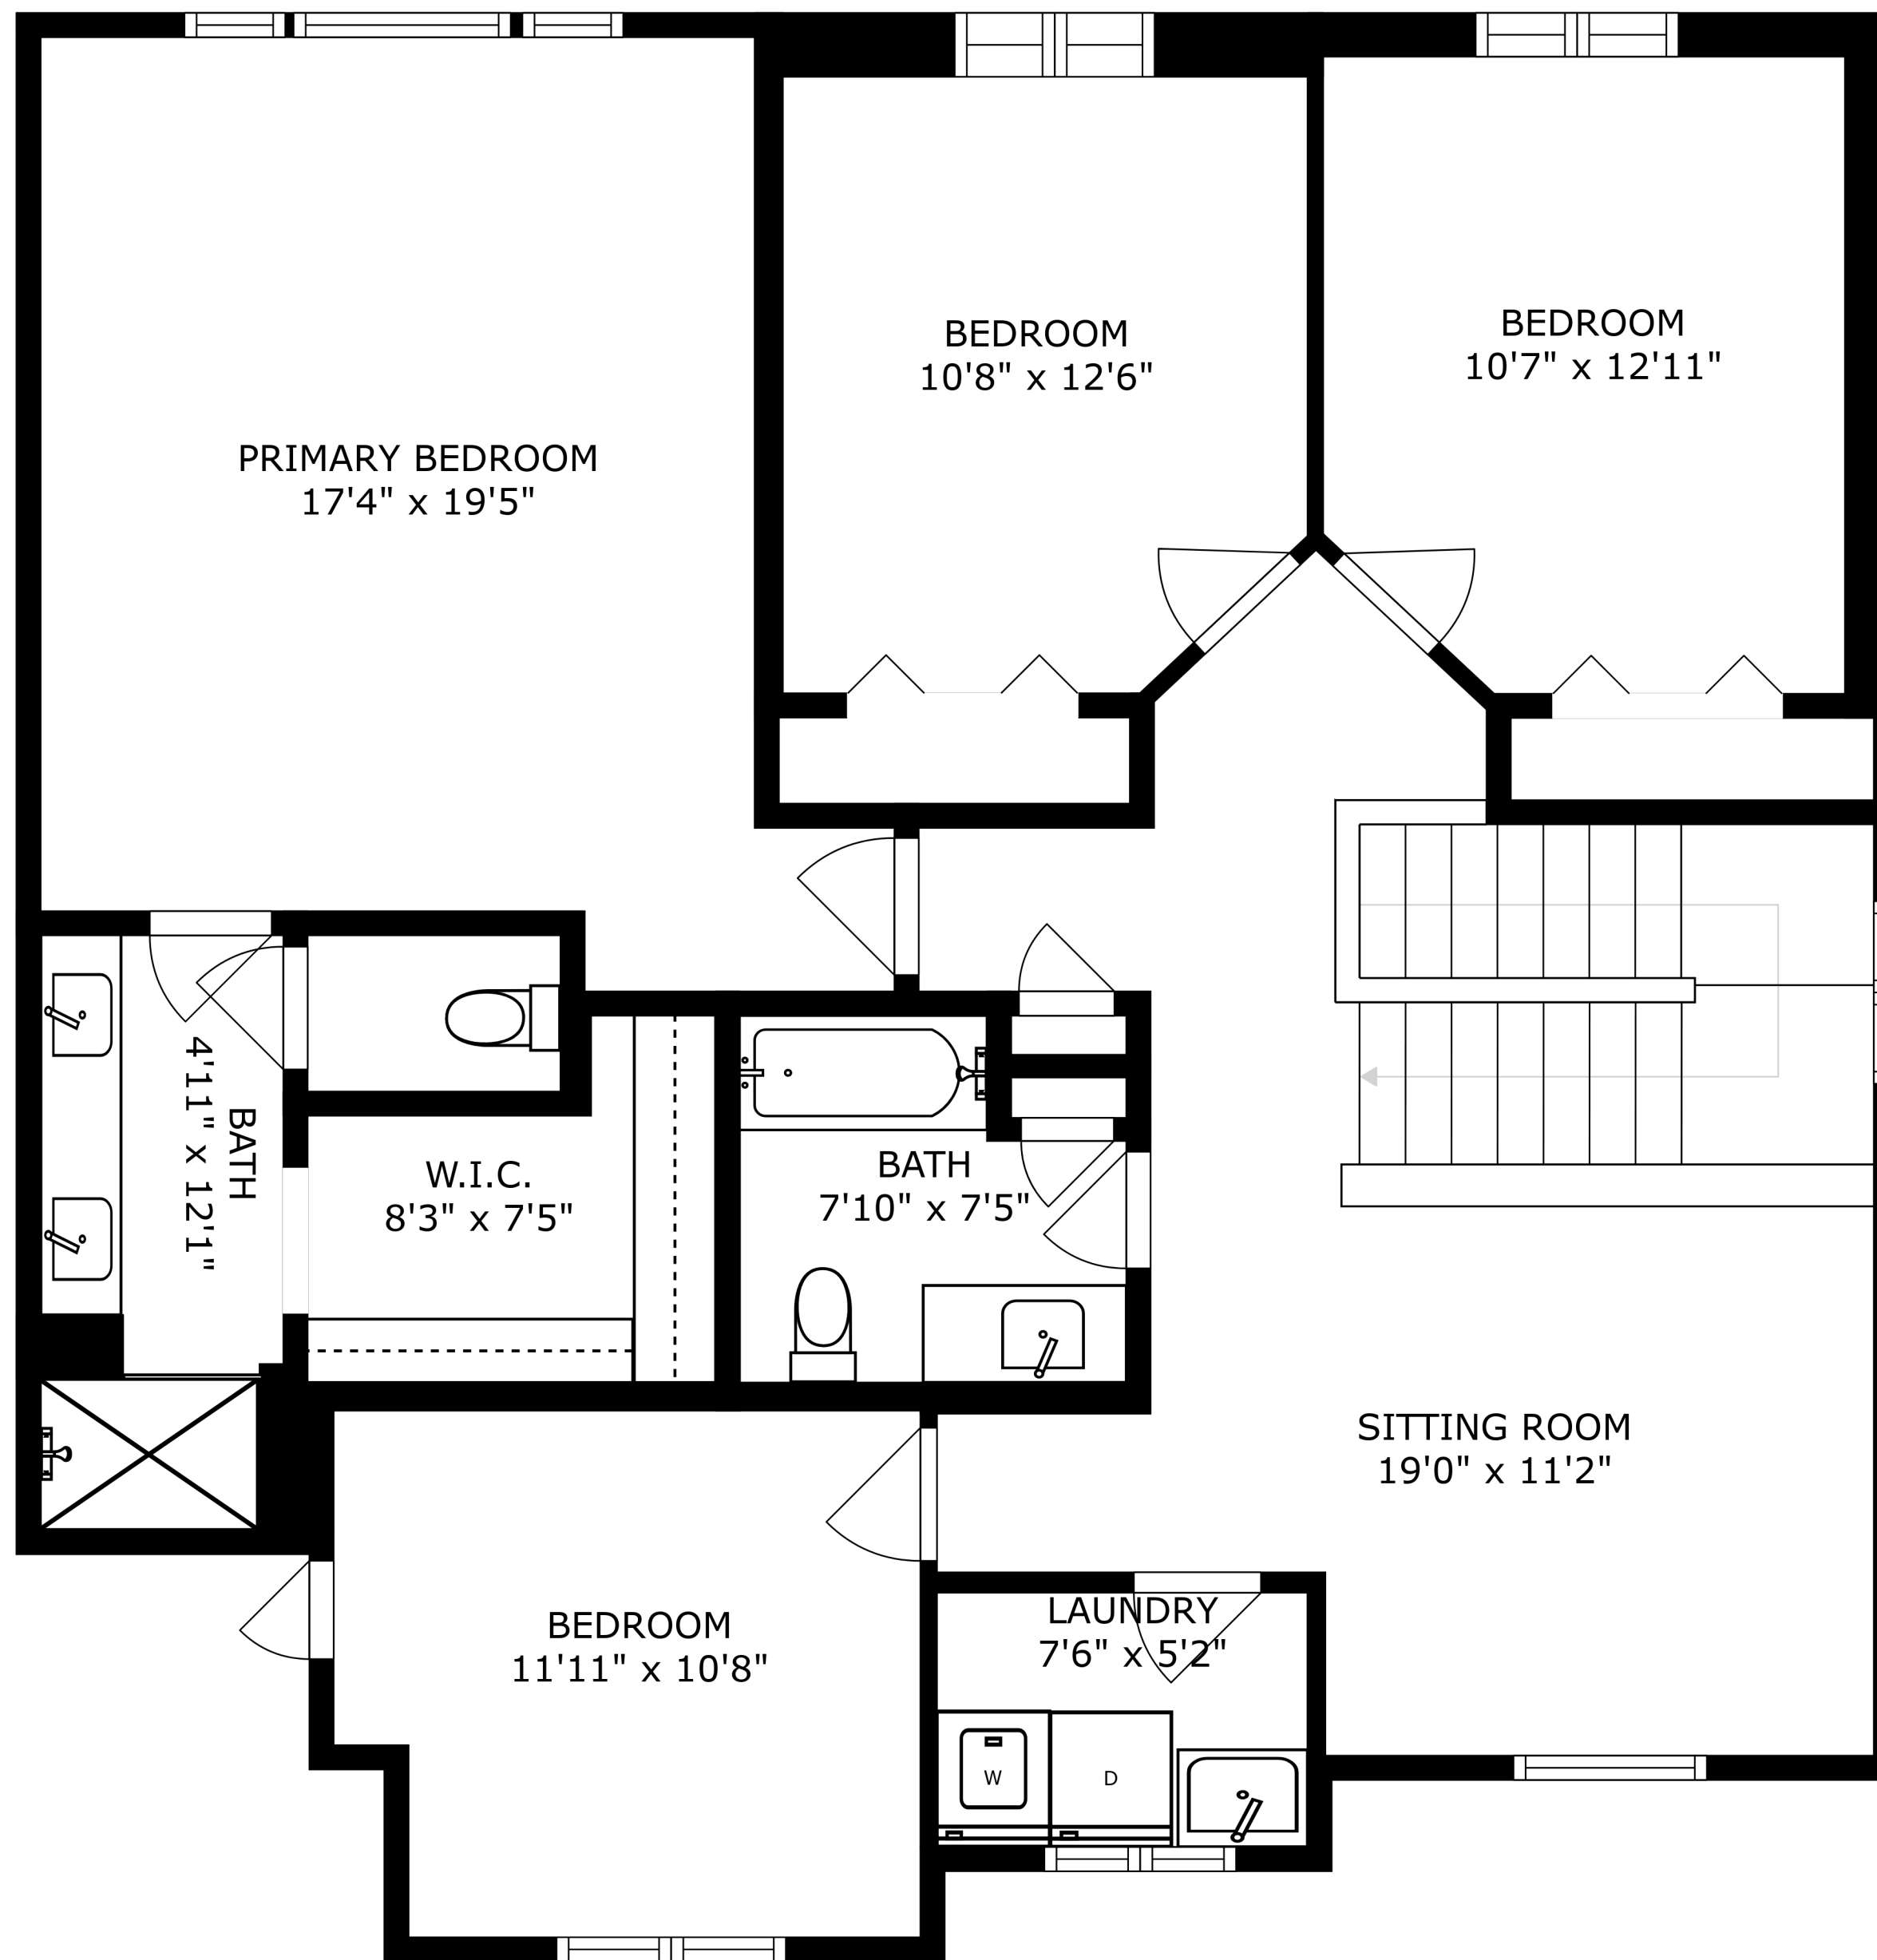 BEDROOM
10'7" x 12'11"
BEDROOM
10'8" x 12'6"
PRIMARY BEDROOM
17'4" x 19'5"
BATH
4'11" x 12'1"
W.I.C.
8'3" x 7'5"
BATH
7'10" x 7'5"
SITTING ROOM
19'0" x 11'2"
BEDROOM
11'11" x 10'8"
LAUNDRY
7'6" x 5'2"
W
D